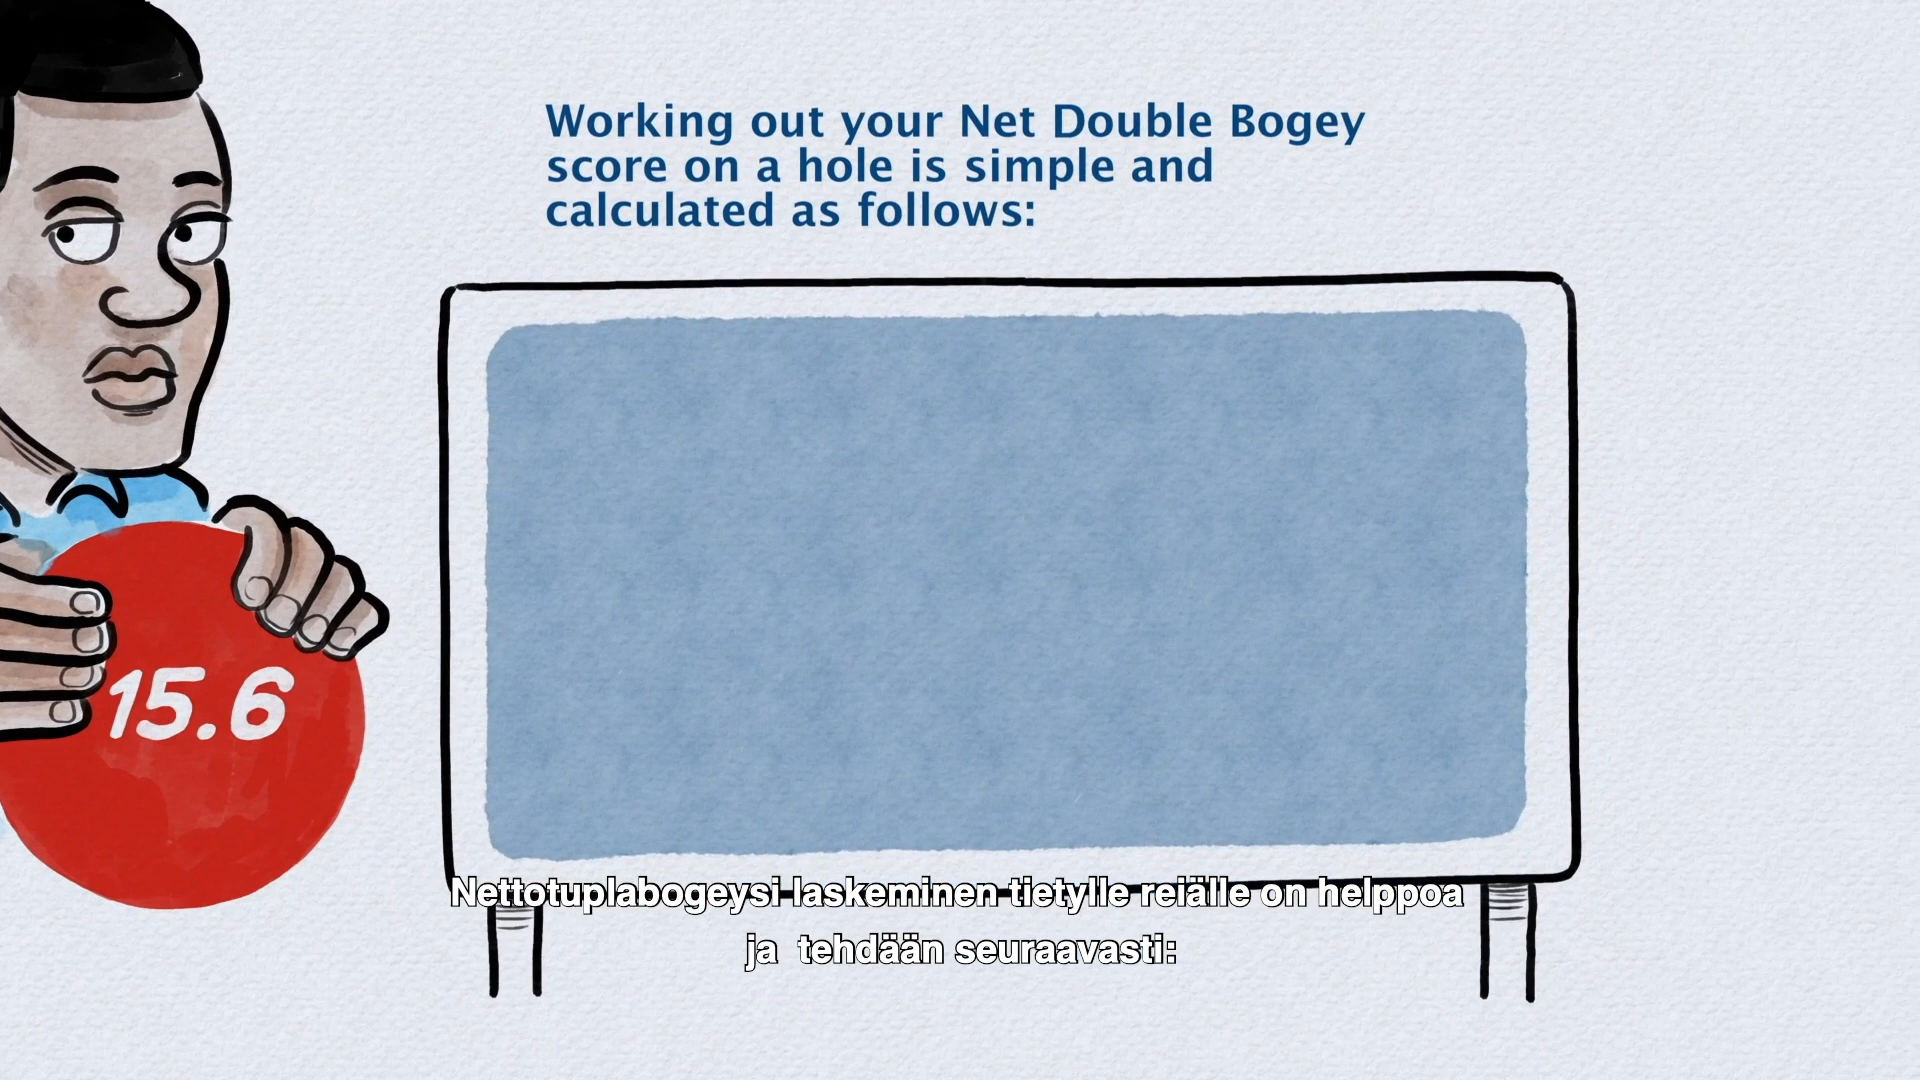 Working out your Net Double Bogey
score on a hole is simple and
calculated as follows:
15.6
Nettotuplabogeysi laskeminen tietylle reiälle on helppoa
ja  tehdään seuraavasti: